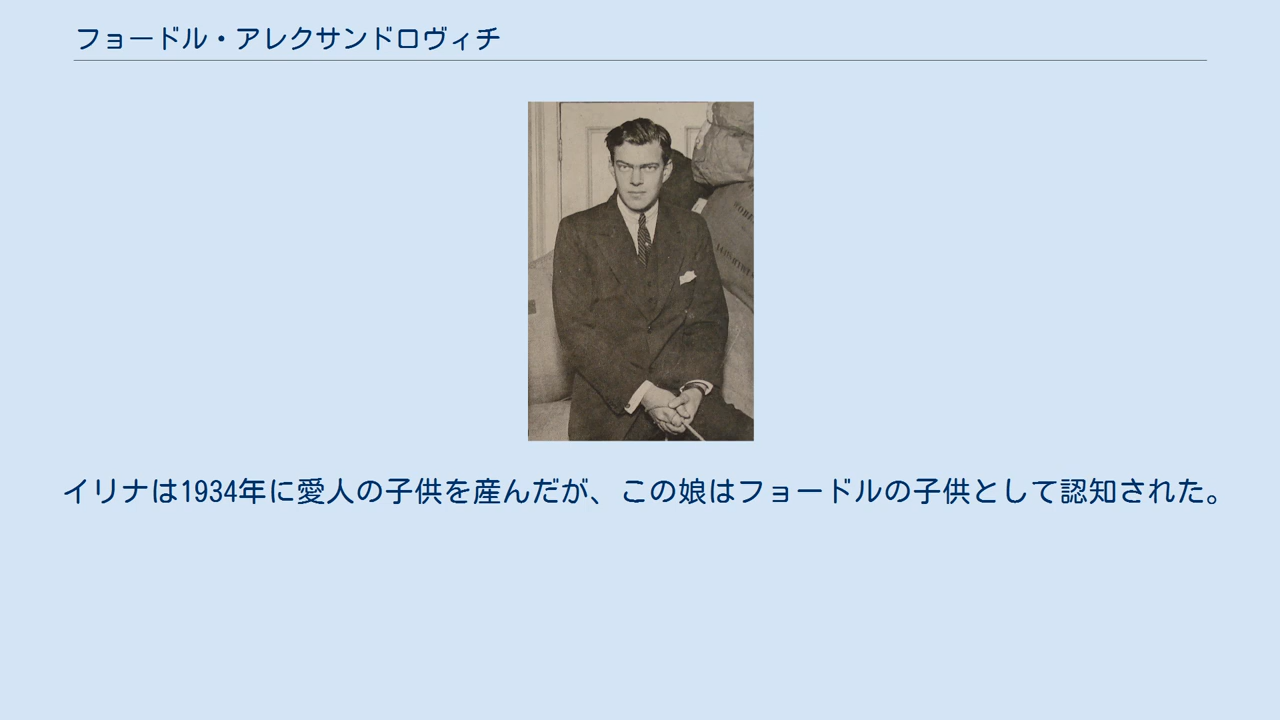 フョードル・アレクサンドロヴィチ
イリナは1934年に愛人の子供を産んだが、この娘はフョードルの子供として認知された。